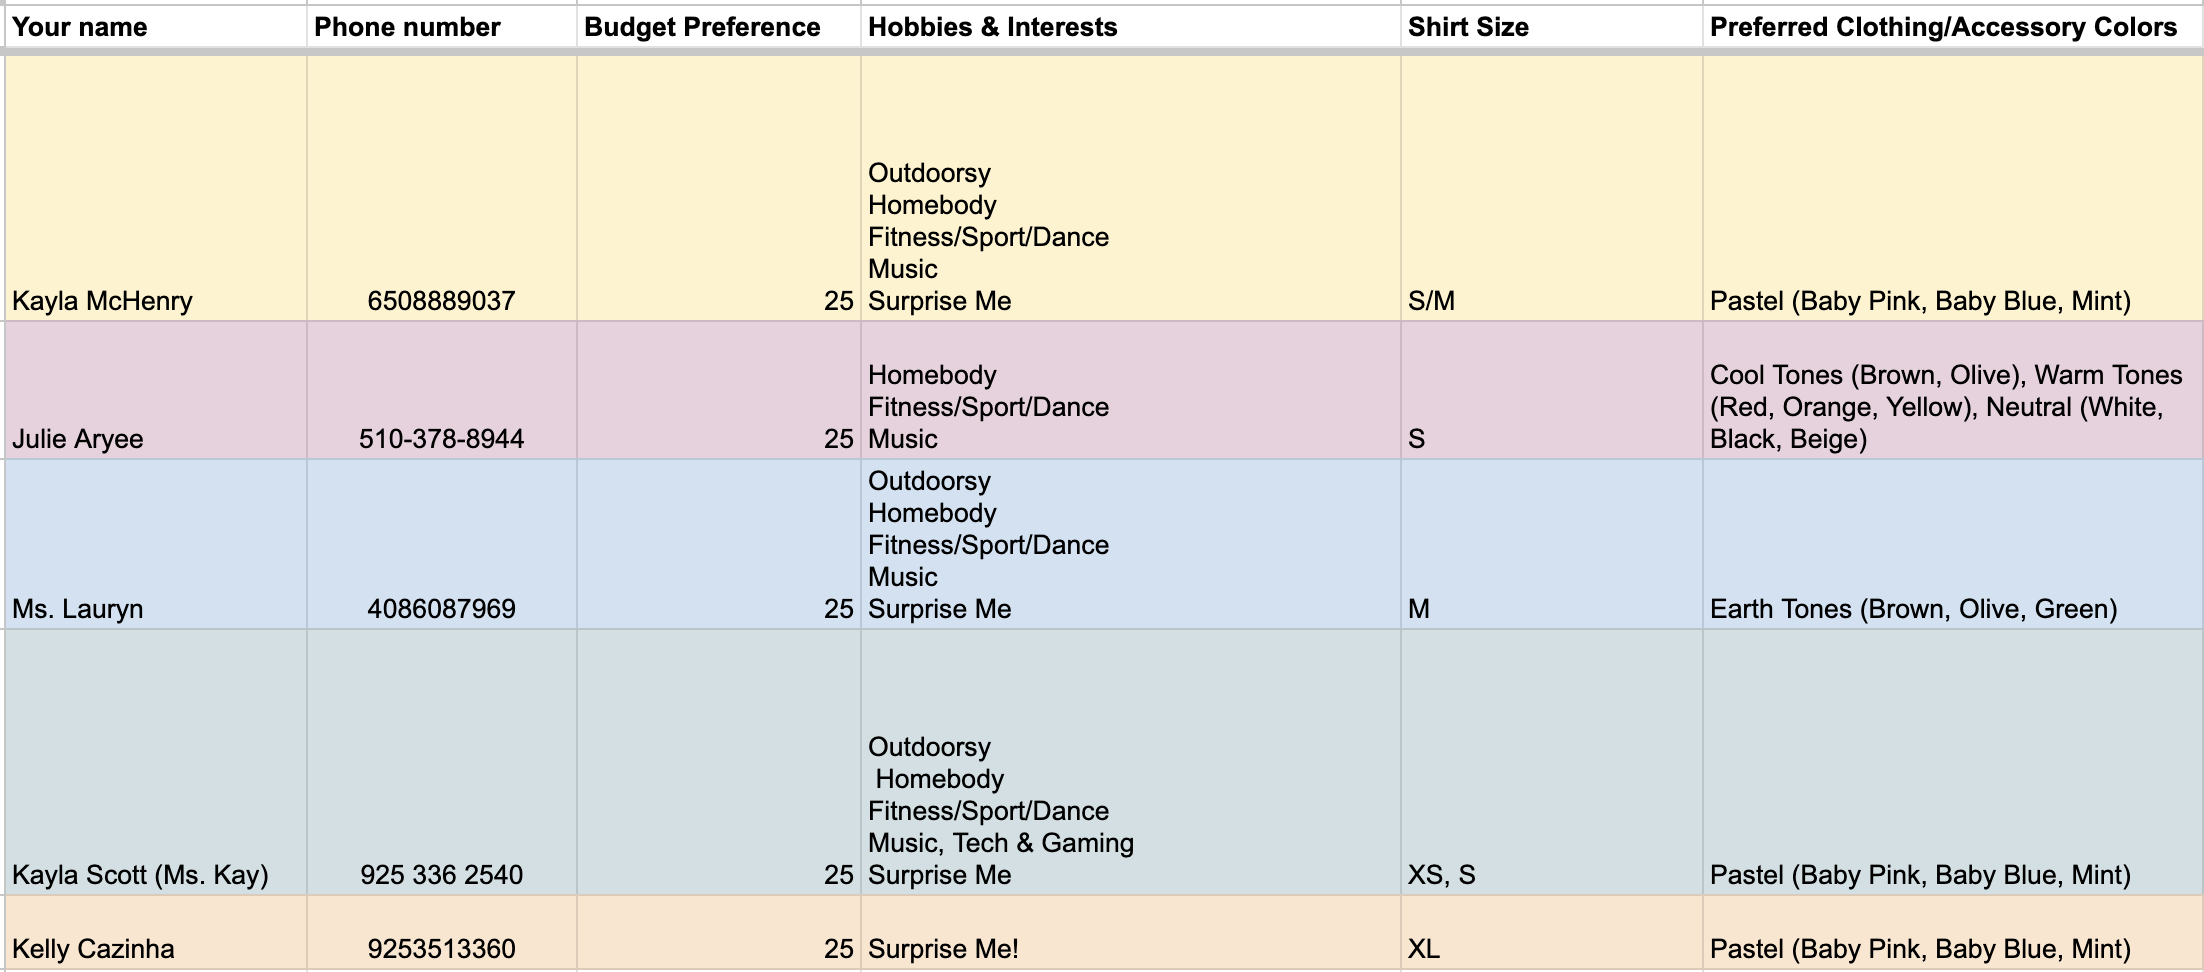 Your name Phone number Budget Preference Hobbies & Interests Shirt Size Preferred Clothing/Accessory Colors
Outdoorsy
Homebody
Fitness/Sport/Dance
Music
Kayla McHenry 6508889037 25 Surprise Me S/M Pastel (Baby Pink, Baby Blue, Mint)
Homebody Cool Tones (Brown, Olive), Warm Tones
Fitness/Sport/Dance (Red, Orange, Yellow), Neutral (White,
Julie Aryee 510-378-8944 25 Music S Black, Beige)
Outdoorsy
Homebody
Fitness/Sport/Dance
Music
Ms. Lauryn 4086087969 25 Surprise Me M Earth Tones (Brown, Olive, Green)
Outdoorsy
Homebody
Fitness/Sport/Dance
Music, Tech & Gaming
Kayla Scott (Ms. Kay) 925 336 2540 25 Surprise Me XS, S Pastel (Baby Pink, Baby Blue, Mint)
Kelly Cazinha 9253513360 25 Surprise Me! XL Pastel (Baby Pink, Baby Blue, Mint)